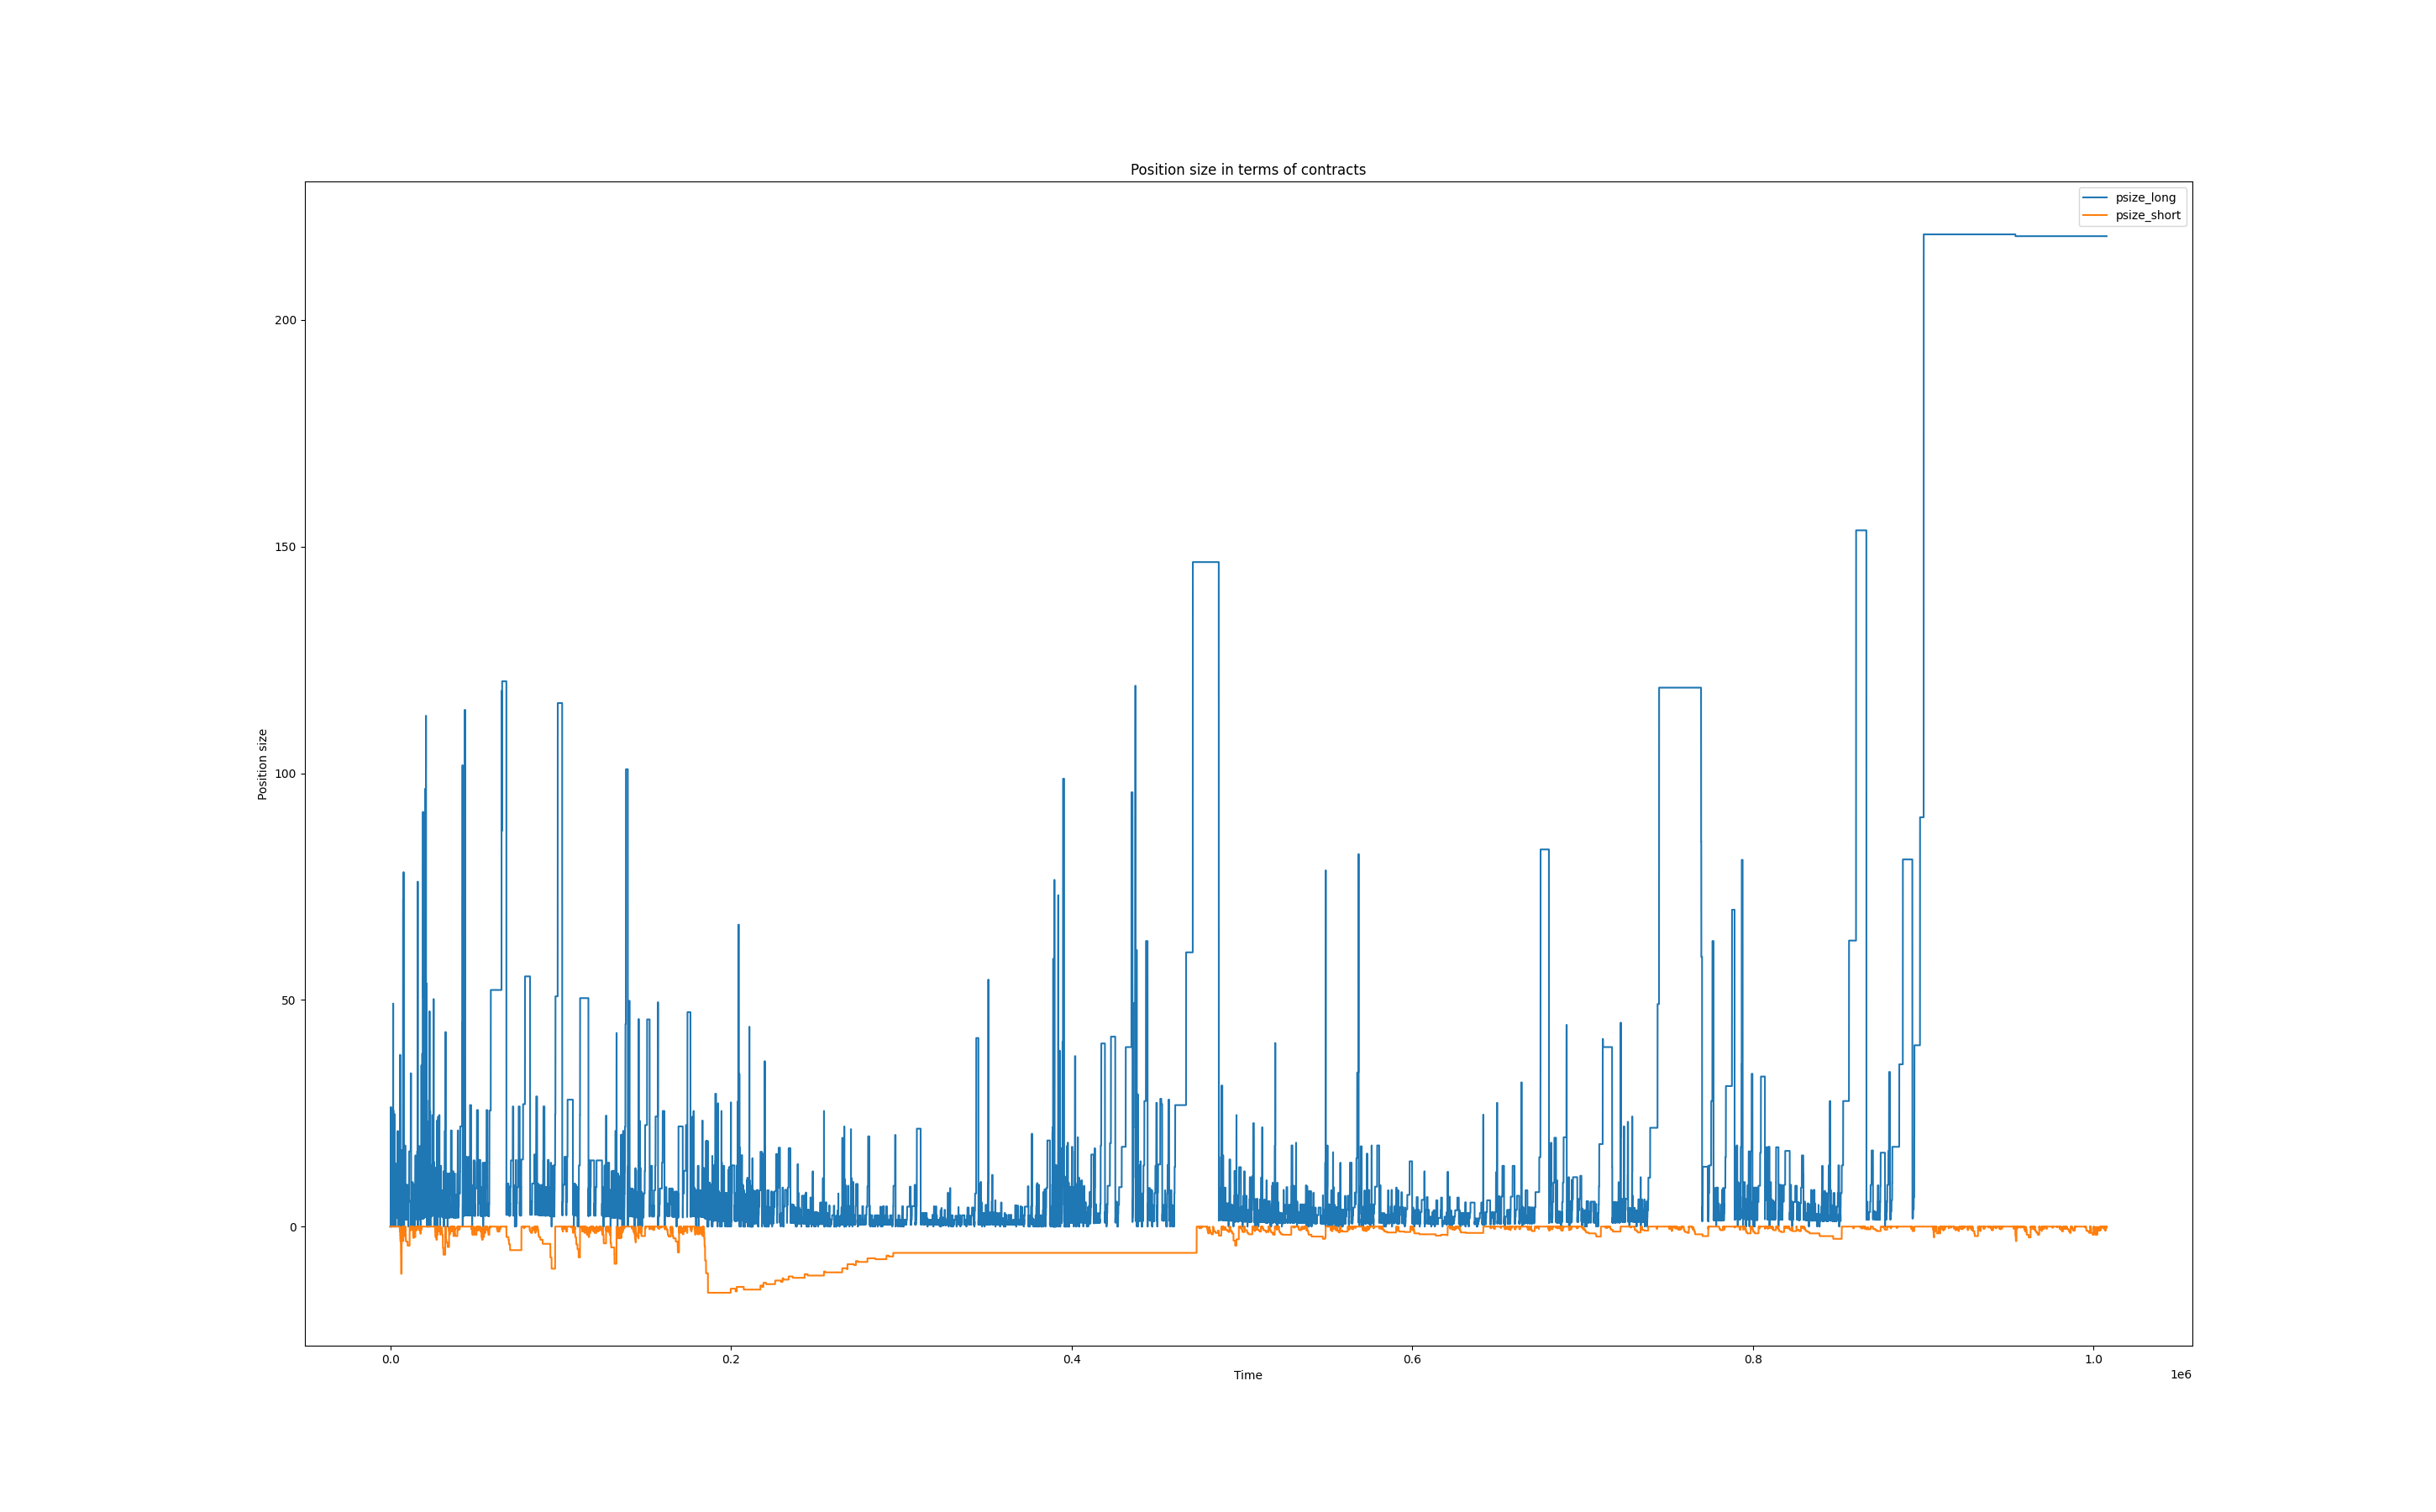 Position size in terms of contracts
psize_long
psize_short
200
150
100
50
0
Position size
0.0 0.2 0.4 0.6 0.8 1.0
Time
1e6